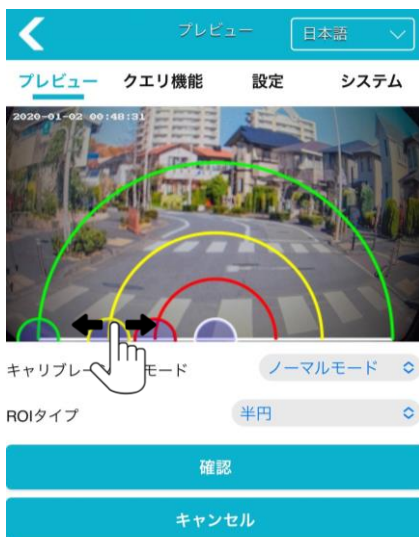 プレビュー
日本語
プレビュー クエリ機能 設定 システム
2020-01-02 00:48:31
キャリブレー モード
ノーマルモード
ROIタイプ
半円
確認
キャンセル